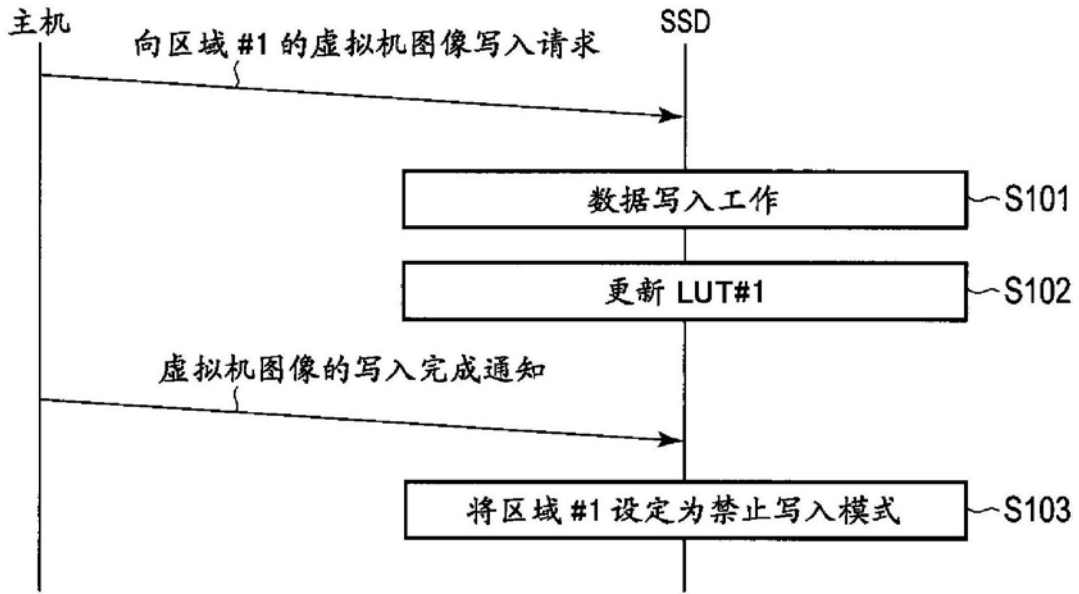 主机
SSD
向区域 #1 的虚拟机图像写入请求
数据写入工作
S101
更新 LUT#1
S102
虚拟机图像的写入完成通知
将区域 #1 设定为禁止写入模式
S103